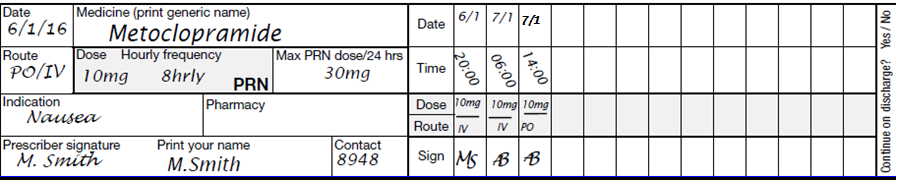 Date Medicine (print generic name) Date 6/1 7/1 7/1
6/1/16 Metoclopramide
Route Dose Hourly frequency Max PRN dose/24 hrs Time 20:00 06:00 14:00
PO/IV 10mg 8hrly PRN 30mg
Indication Pharmacy Dose 10mg 10mg 10mg
Nausea Route IV IV PO
Prescriber signature Print your name Contact Sign MS AB AB
M. Smith M.Smith 8948
Continue on discharge? Yes / No